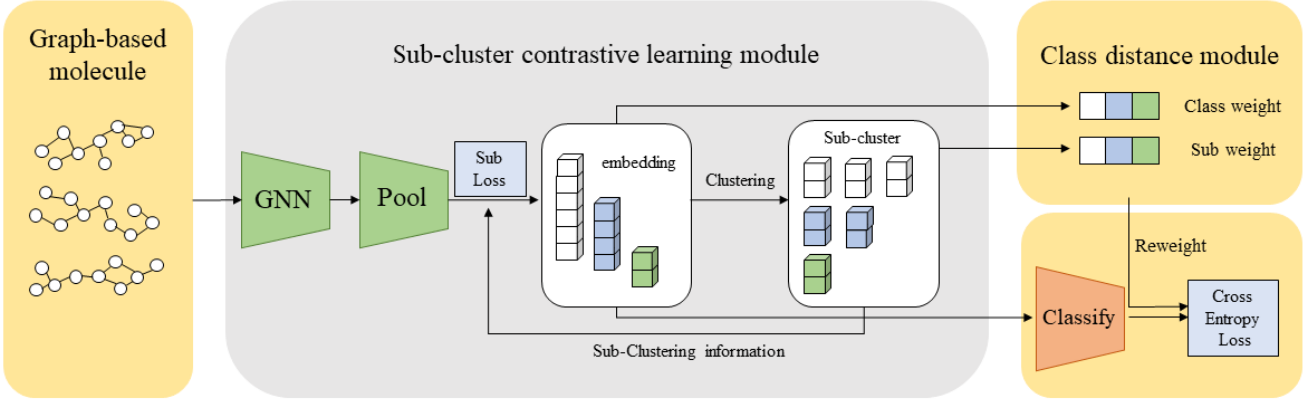 Graph-based
molecule
Sub-cluster contrastive learning module
Class distance module
Class weight
Sub weight
GNN
Pool
Sub
Loss
embedding
Clustering
Sub-cluster
Sub-Clustering information
Reweight
Classify
Cross
Entropy
Loss